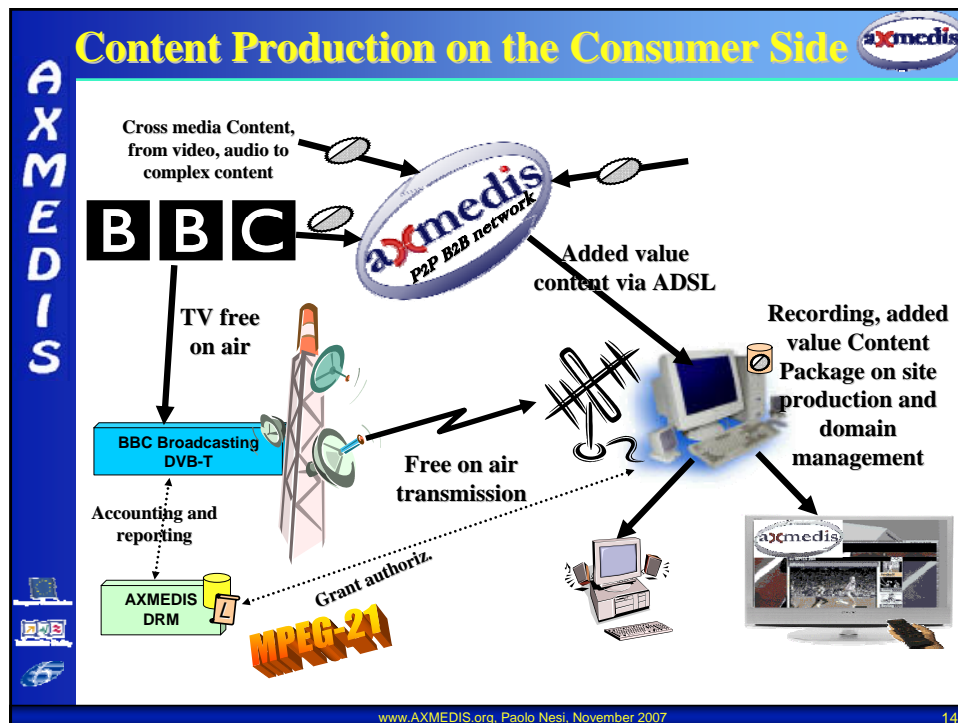 Content Production on the Consumer Side
axmedis
AXMEDIS
Cross media Content,
from video, audio to
complex content
BBC
axmedis
P2P B2B network
Added value
content via ADSL
TV free
on air
Recording, added
value Content
Package on site
production and
domain
management
BBC Broadcasting
DVB-T
Free on air
transmission
Accounting and
reporting
Grant authoriz.
AXMEDIS
DRM
L
MPEG-21
axmedis
www.AXMEDIS.org, Paolo Nesi, November 2007
14